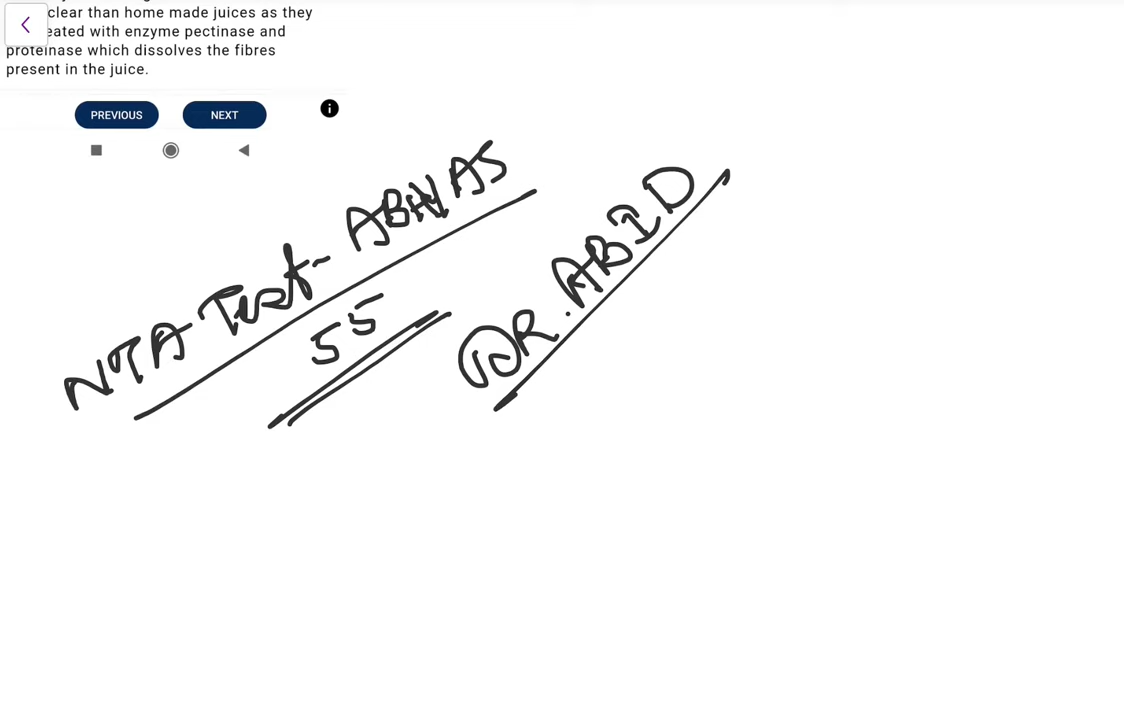 clear than home made juices as they
eated with enzyme pectinase and
proteinase which dissolves the fibres
present in the juice.
PREVIOUS NEXT i
NTA Test- ABHYAS
55
DR. ABID